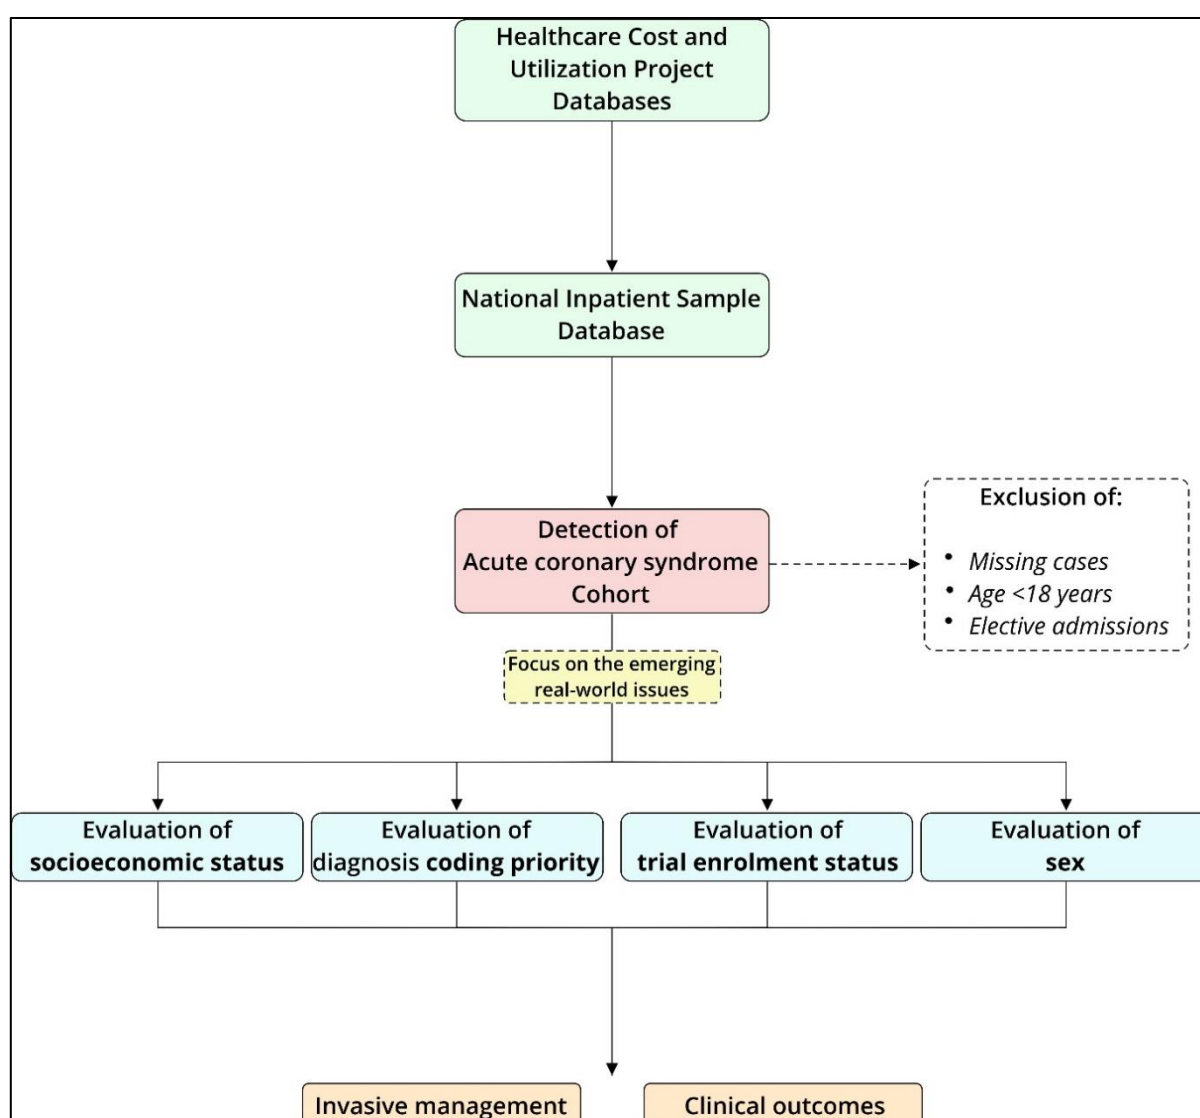 Healthcare Cost and
Utilization Project
Databases
National Inpatient Sample
Database
Detection of
Acute coronary syndrome
Cohort
Exclusion of:
• Missing cases
• Age <18 years
• Elective admissions
Focus on the emerging
real-world issues
Evaluation of
socioeconomic status
Evaluation of
diagnosis coding priority
Evaluation of
trial enrolment status
Evaluation of
sex
Invasive management
Clinical outcomes